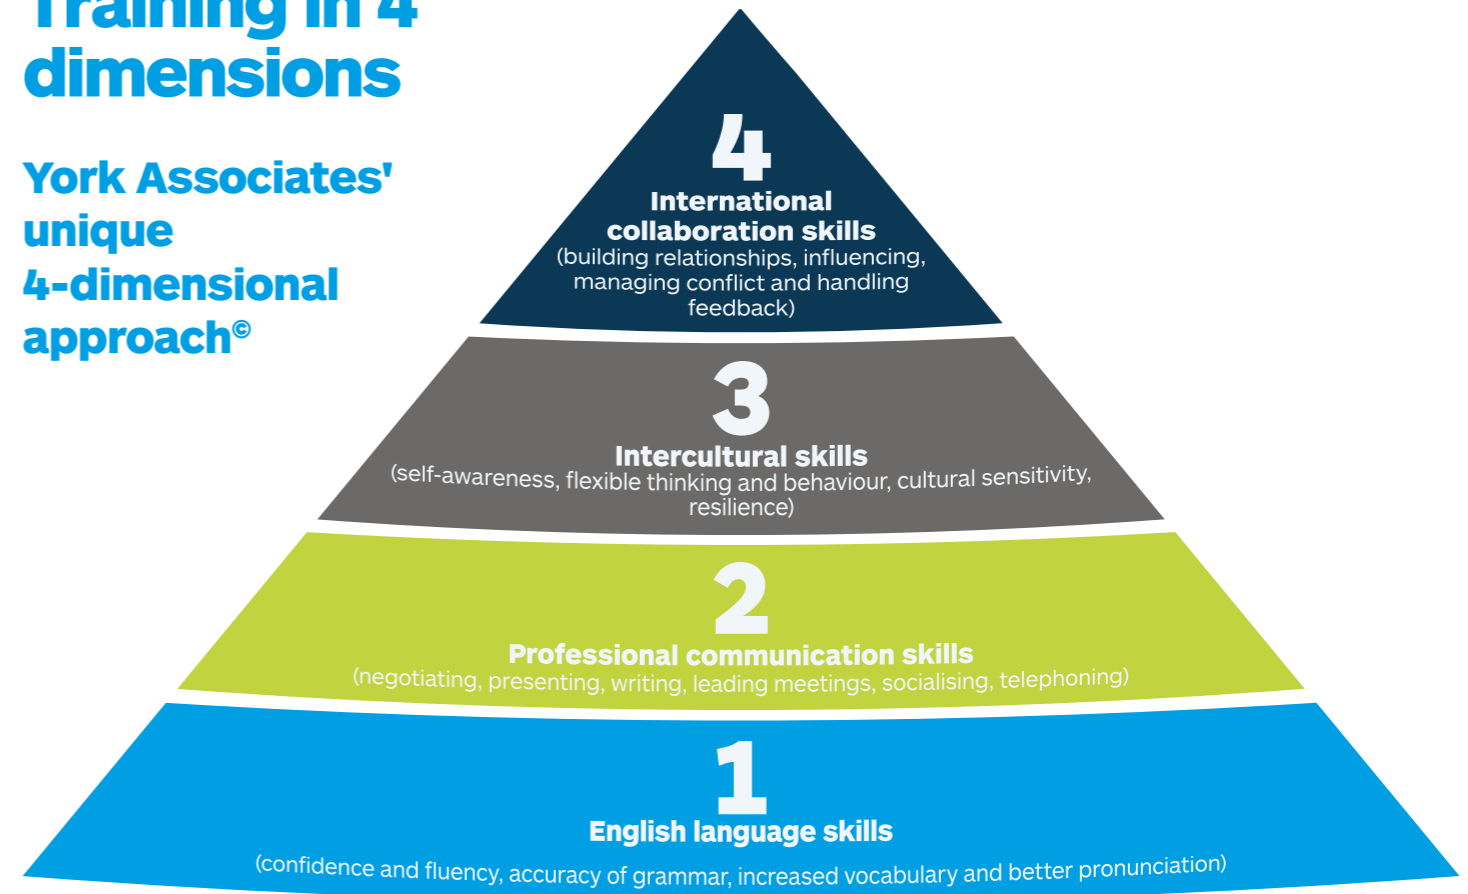 Training in 4
dimensions
York Associates'
unique
4-dimensional
approach©
4
International
collaboration skills
(building relationships, influencing,
managing conflict and handling
feedback)
3
Intercultural skills
(self-awareness, flexible thinking and behaviour, cultural sensitivity,
resilience)
2
Professional communication skills
(negotiating, presenting, writing, leading meetings, socialising, telephoning)
1
English language skills
(confidence and fluency, accuracy of grammar, increased vocabulary and better pronunciation)